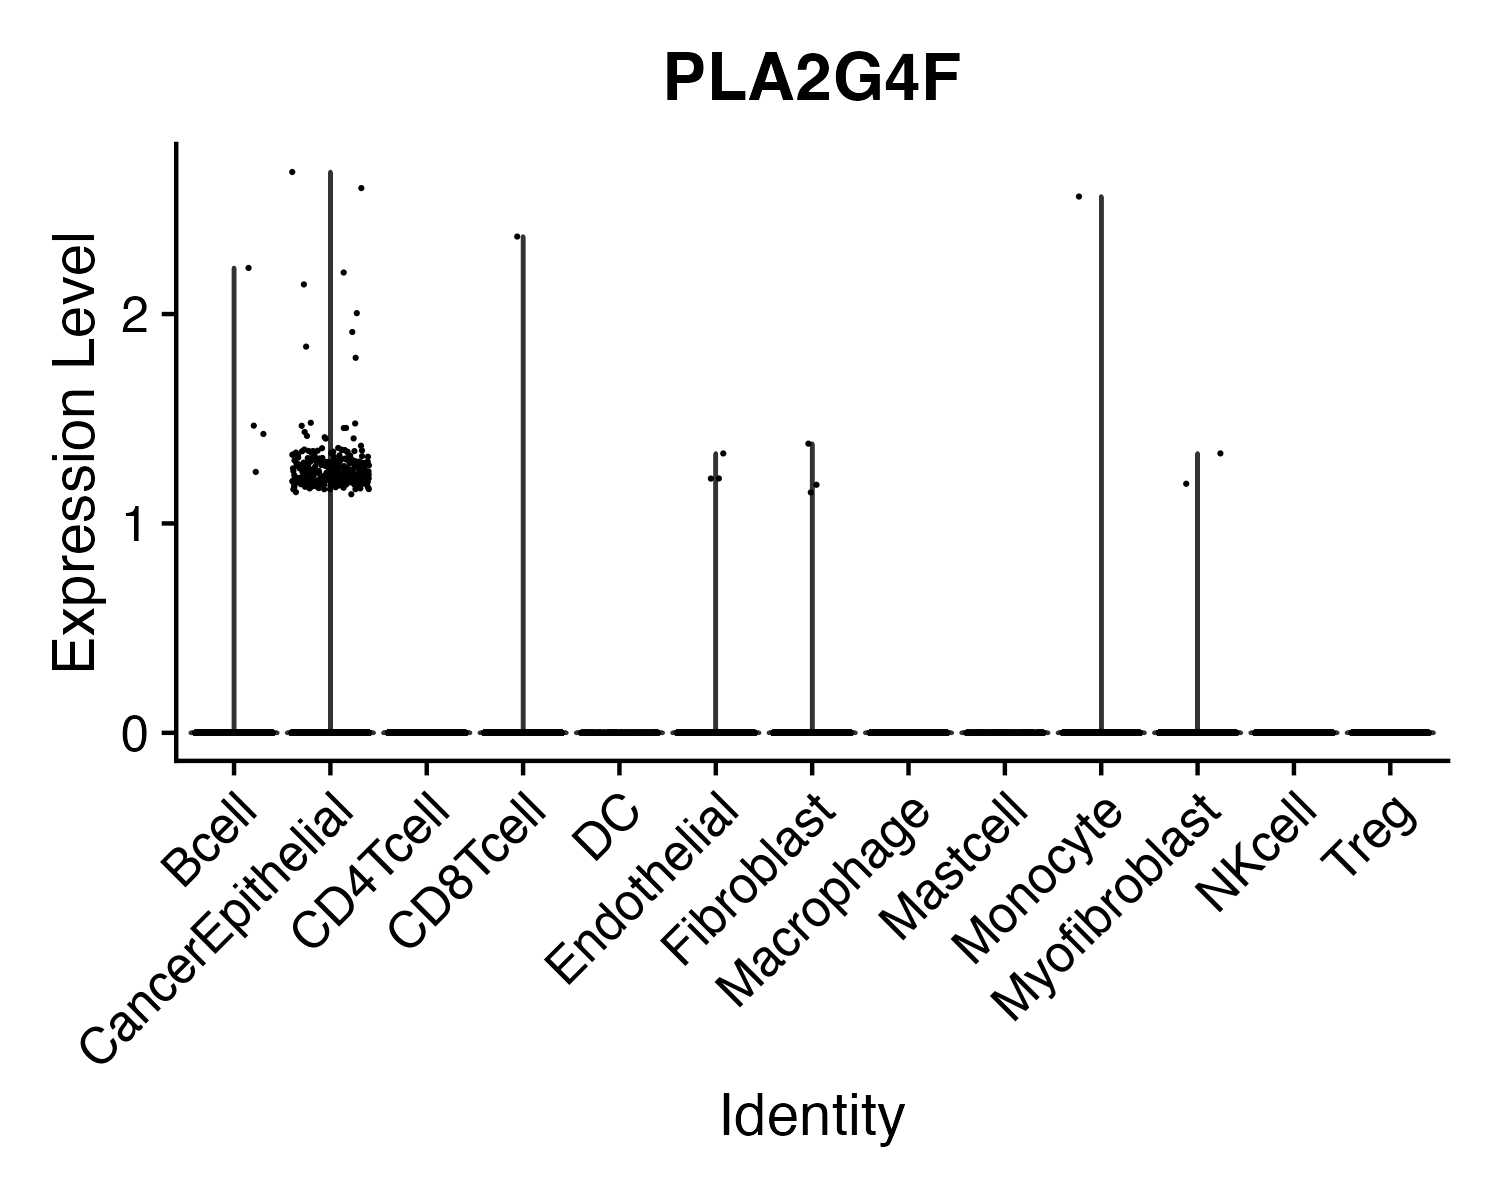 PLA2G4F
Expression Level
2
1
0
Bcell
CancerEpithelial
CD4Tcell
CD8Tcell
DC
Endothelial
Fibroblast
Macrophage
Mastcell
Monocyte
Myofibroblast
NKcell
Treg
Identity